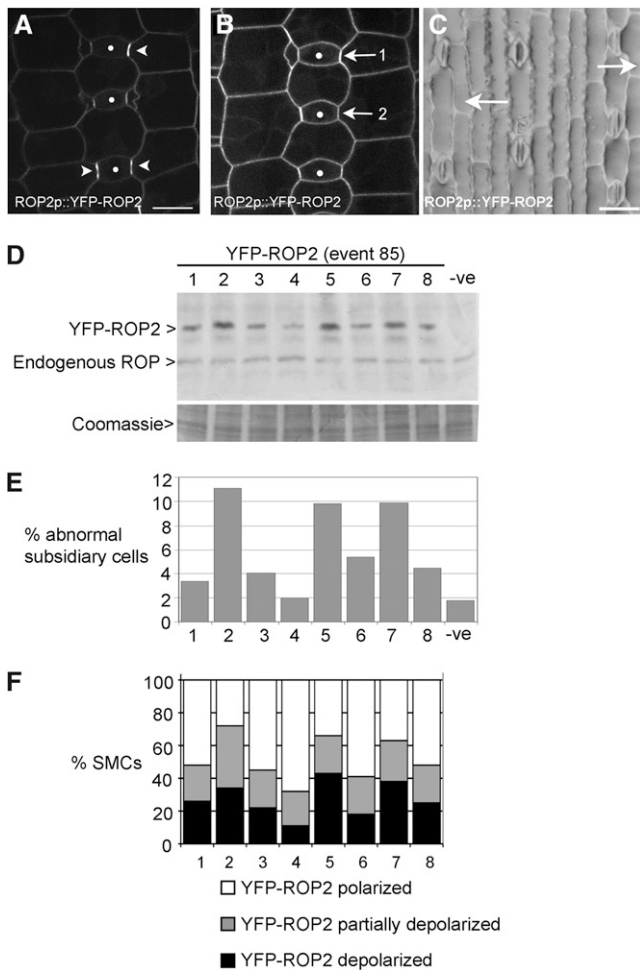 A
ROP2p::YFP-ROP2
B
1
2
ROP2p::YFP-ROP2
C
ROP2p::YFP-ROP2
D
YFP-ROP2 (event 85)
1 2 3 4 5 6 7 8 -ve
YFP-ROP2 >
Endogenous ROP >
Coomassie>
E
% abnormal
subsidiary cells
12
10
8
6
4
2
0
1 2 3 4 5 6 7 8 -ve
F
% SMCs
100
80
60
40
20
0
1 2 3 4 5 6 7 8
YFP-ROP2 polarized
YFP-ROP2 partially depolarized
YFP-ROP2 depolarized